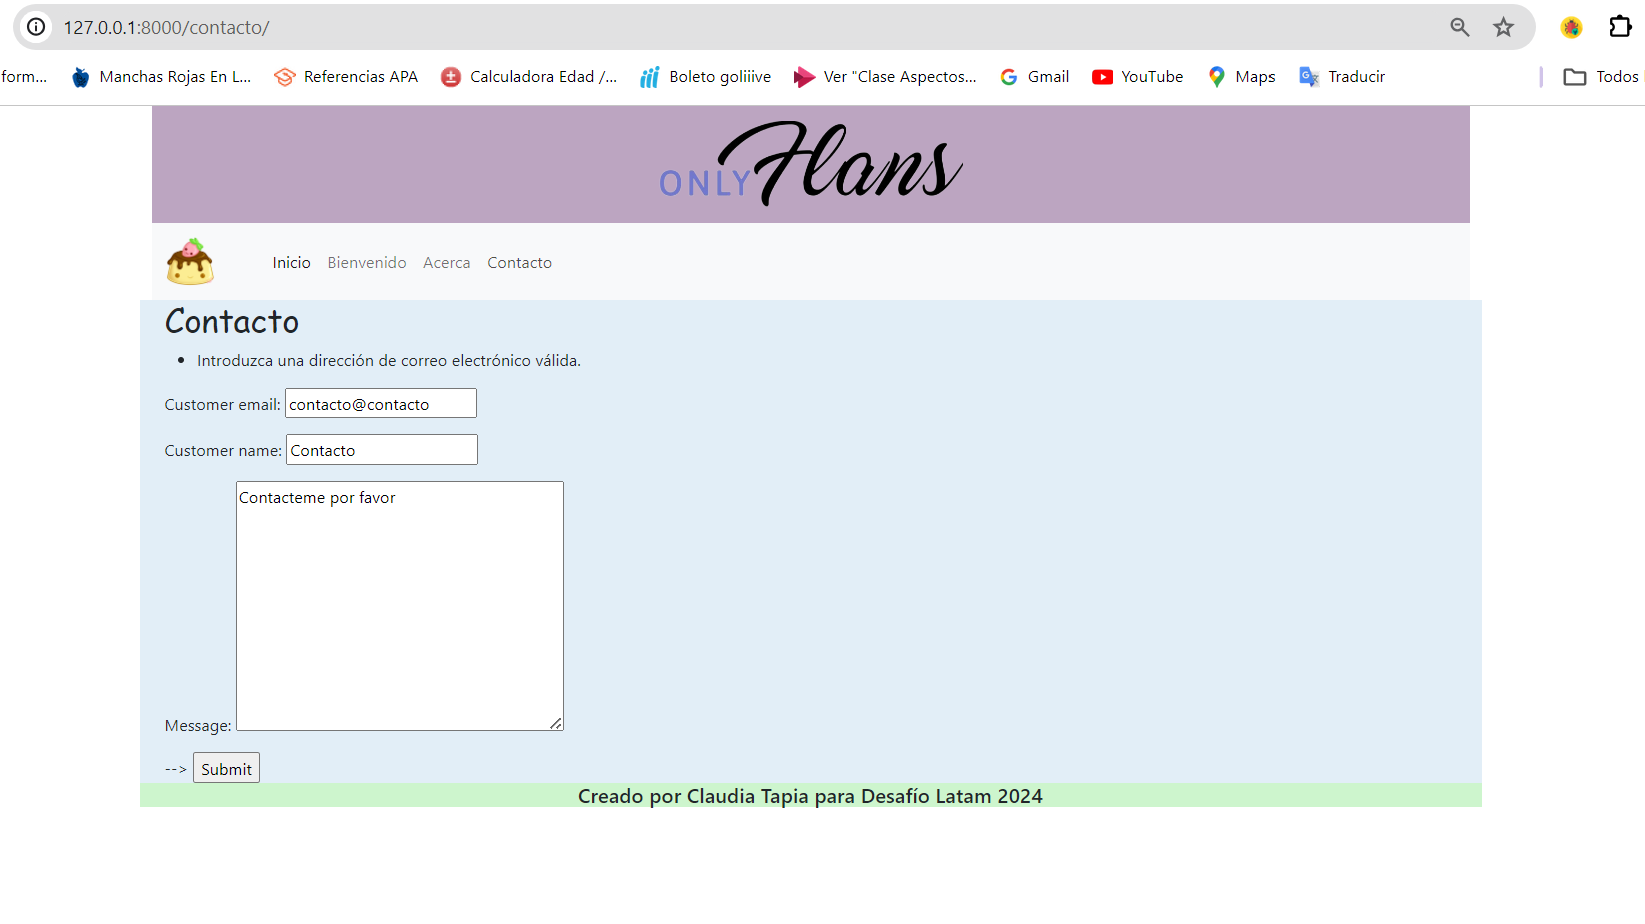 127.0.0.1:8000/contacto/
form... Manchas Rojas En L... Referencias APA Calculadora Edad /... Boleto goliiive Ver "Clase Aspectos... Gmail YouTube Maps Traducir Todos
ONLY Flans
Inicio Bienvenido Acerca Contacto
Contacto
• Introduzca una dirección de correo electrónico válida.
Customer email: contacto@contacto
Customer name: Contacto
Contacteme por favor
Message:
--> Submit
Creado por Claudia Tapia para Desafío Latam 2024